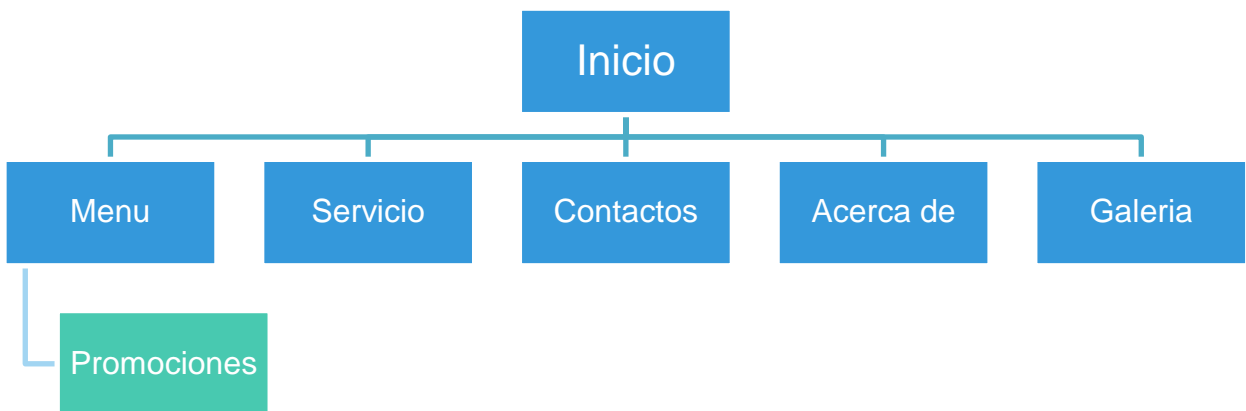 Inicio
Menu
Servicio
Contactos
Acerca de
Galeria
Promociones